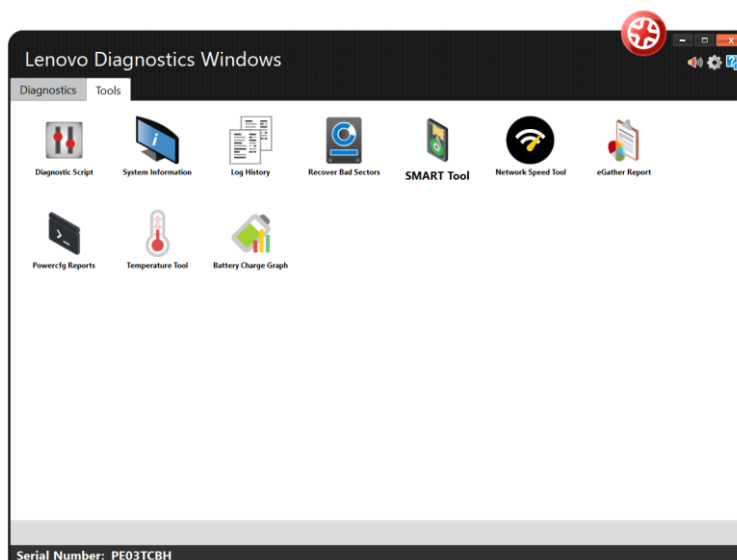 Lenovo Diagnostics Windows
Diagnostics Tools
Diagnostic Script System Information Log History Recover Bad Sectors SMART Tool Network Speed Tool eGather Report
Powercfg Reports Temperature Tool Battery Charge Graph
Serial Number: PE03TCBH